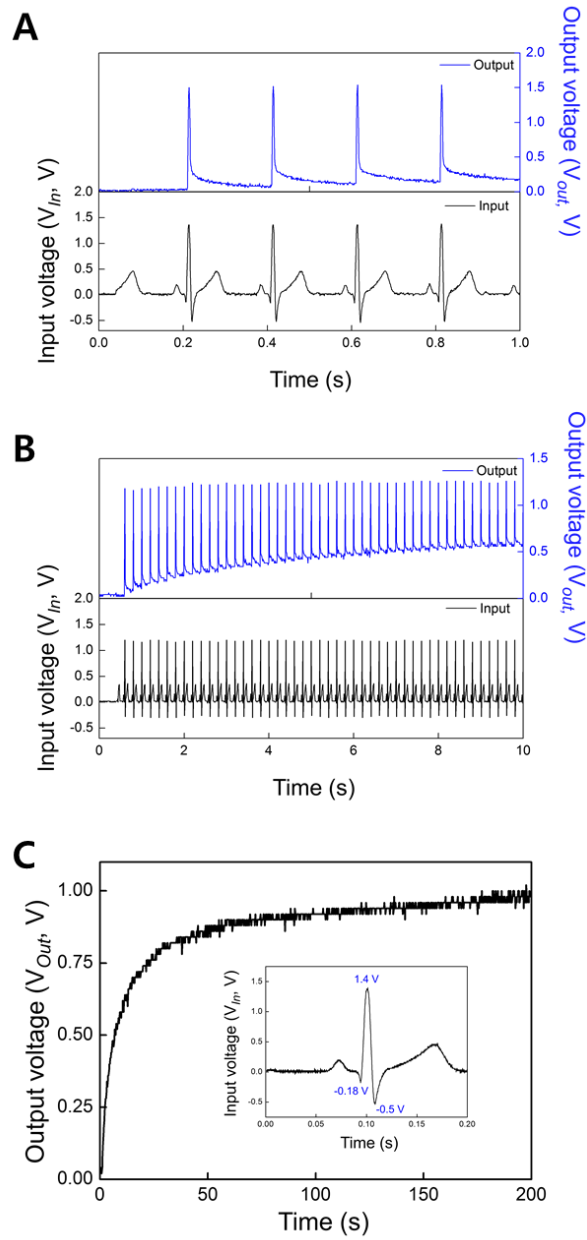 A
Output
2.0
1.5
1.0
0.5
0.0
Output voltage (Vout, V)
Input
2.0
1.5
1.0
0.5
0.0
-0.5
Input voltage (VIn, V)
0.0 0.2 0.4 0.6 0.8 1.0
Time (s)
B
Output
1.5
1.0
0.5
0.0
Output voltage (Vout, V)
Input
2.0
1.5
1.0
0.5
0.0
-0.5
Input voltage (VIn, V)
0 2 4 6 8 10
Time (s)
C
1.00
0.75
0.50
0.25
0.00
Output voltage (VOut, V)
0 50 100 150 200
Time (s)
1.5
1.0
0.5
0.0
-0.5
Input voltage (VIn, V)
1.4 V
-0.18 V
-0.5 V
0.00 0.05 0.10 0.15 0.20
Time (s)